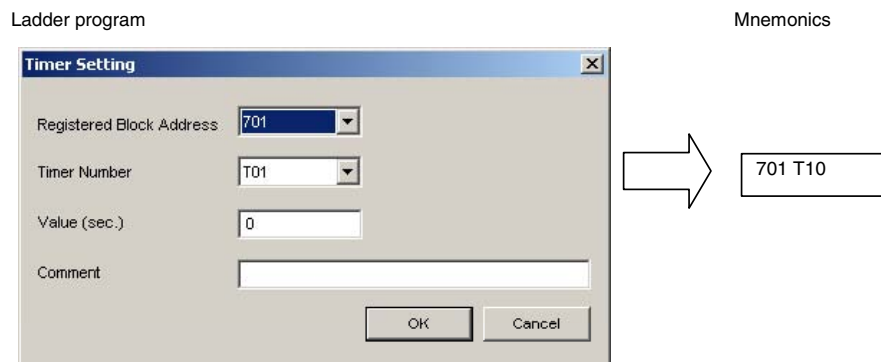 Ladder program
Mnemonics
Timer Setting
Registered Block Address 701
Timer Number T01
Value (sec.) 0
Comment
OK Cancel
701 T10